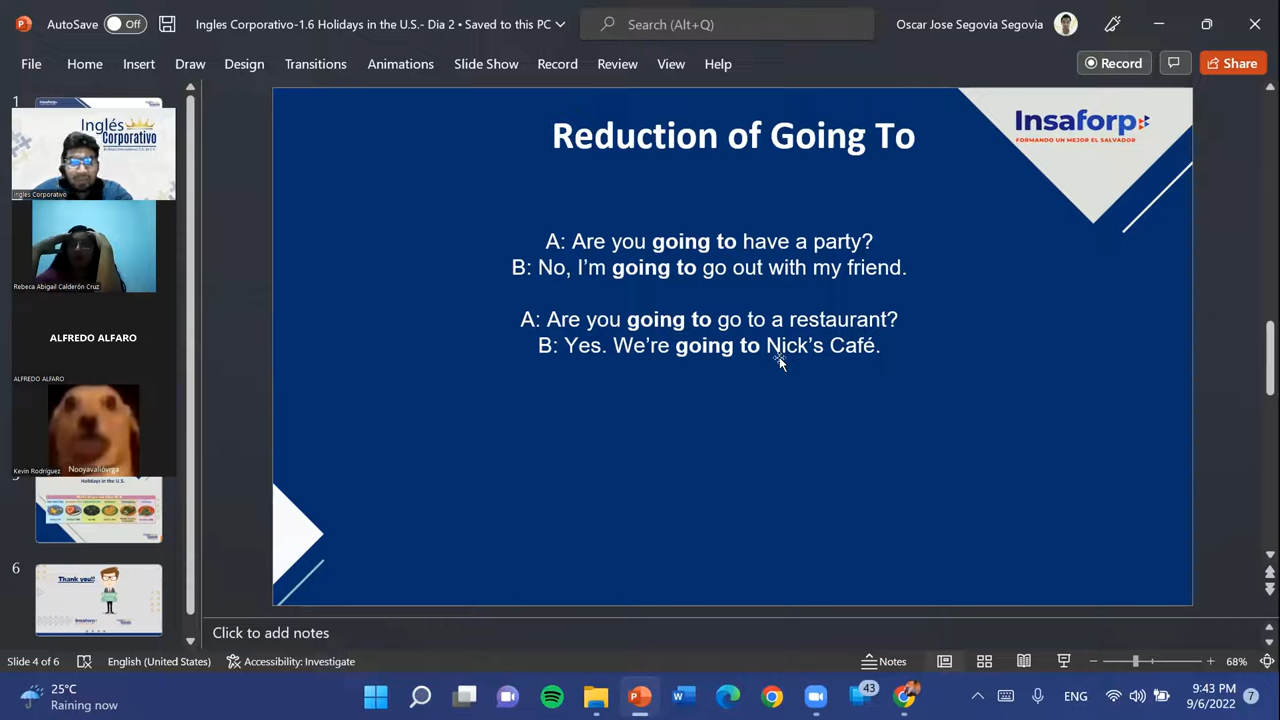 AutoSave Off Ingles Corporativo-1.6 Holidays in the U.S.- Dia 2 • Saved to this PC Search (Alt+Q) Oscar Jose Segovia Segovia
File Home Insert Draw Design Transitions Animations Slide Show Record Review View Help Record Share
1
Inglés
Corporativo
Ingles Corporativo
Rebeca Abigail Calderón Cruz
ALFREDO ALFARO
ALFREDO ALFARO
Nooyavalióvrga
Kevin Rodríguez
Holidays in the U.S.
6
Thank you!!
Insaforp
Reduction of Going To
Insaforp
FORMANDO UN MEJOR EL SALVADOR
A: Are you going to have a party?
B: No, I'm going to go out with my friend.
A: Are you going to go to a restaurant?
B: Yes. We're going to Nick's Café.
Click to add notes
Slide 4 of 6 English (United States) Accessibility: Investigate Notes 68%
25°C
Raining now
43
ENG
9:43 PM
9/6/2022
7